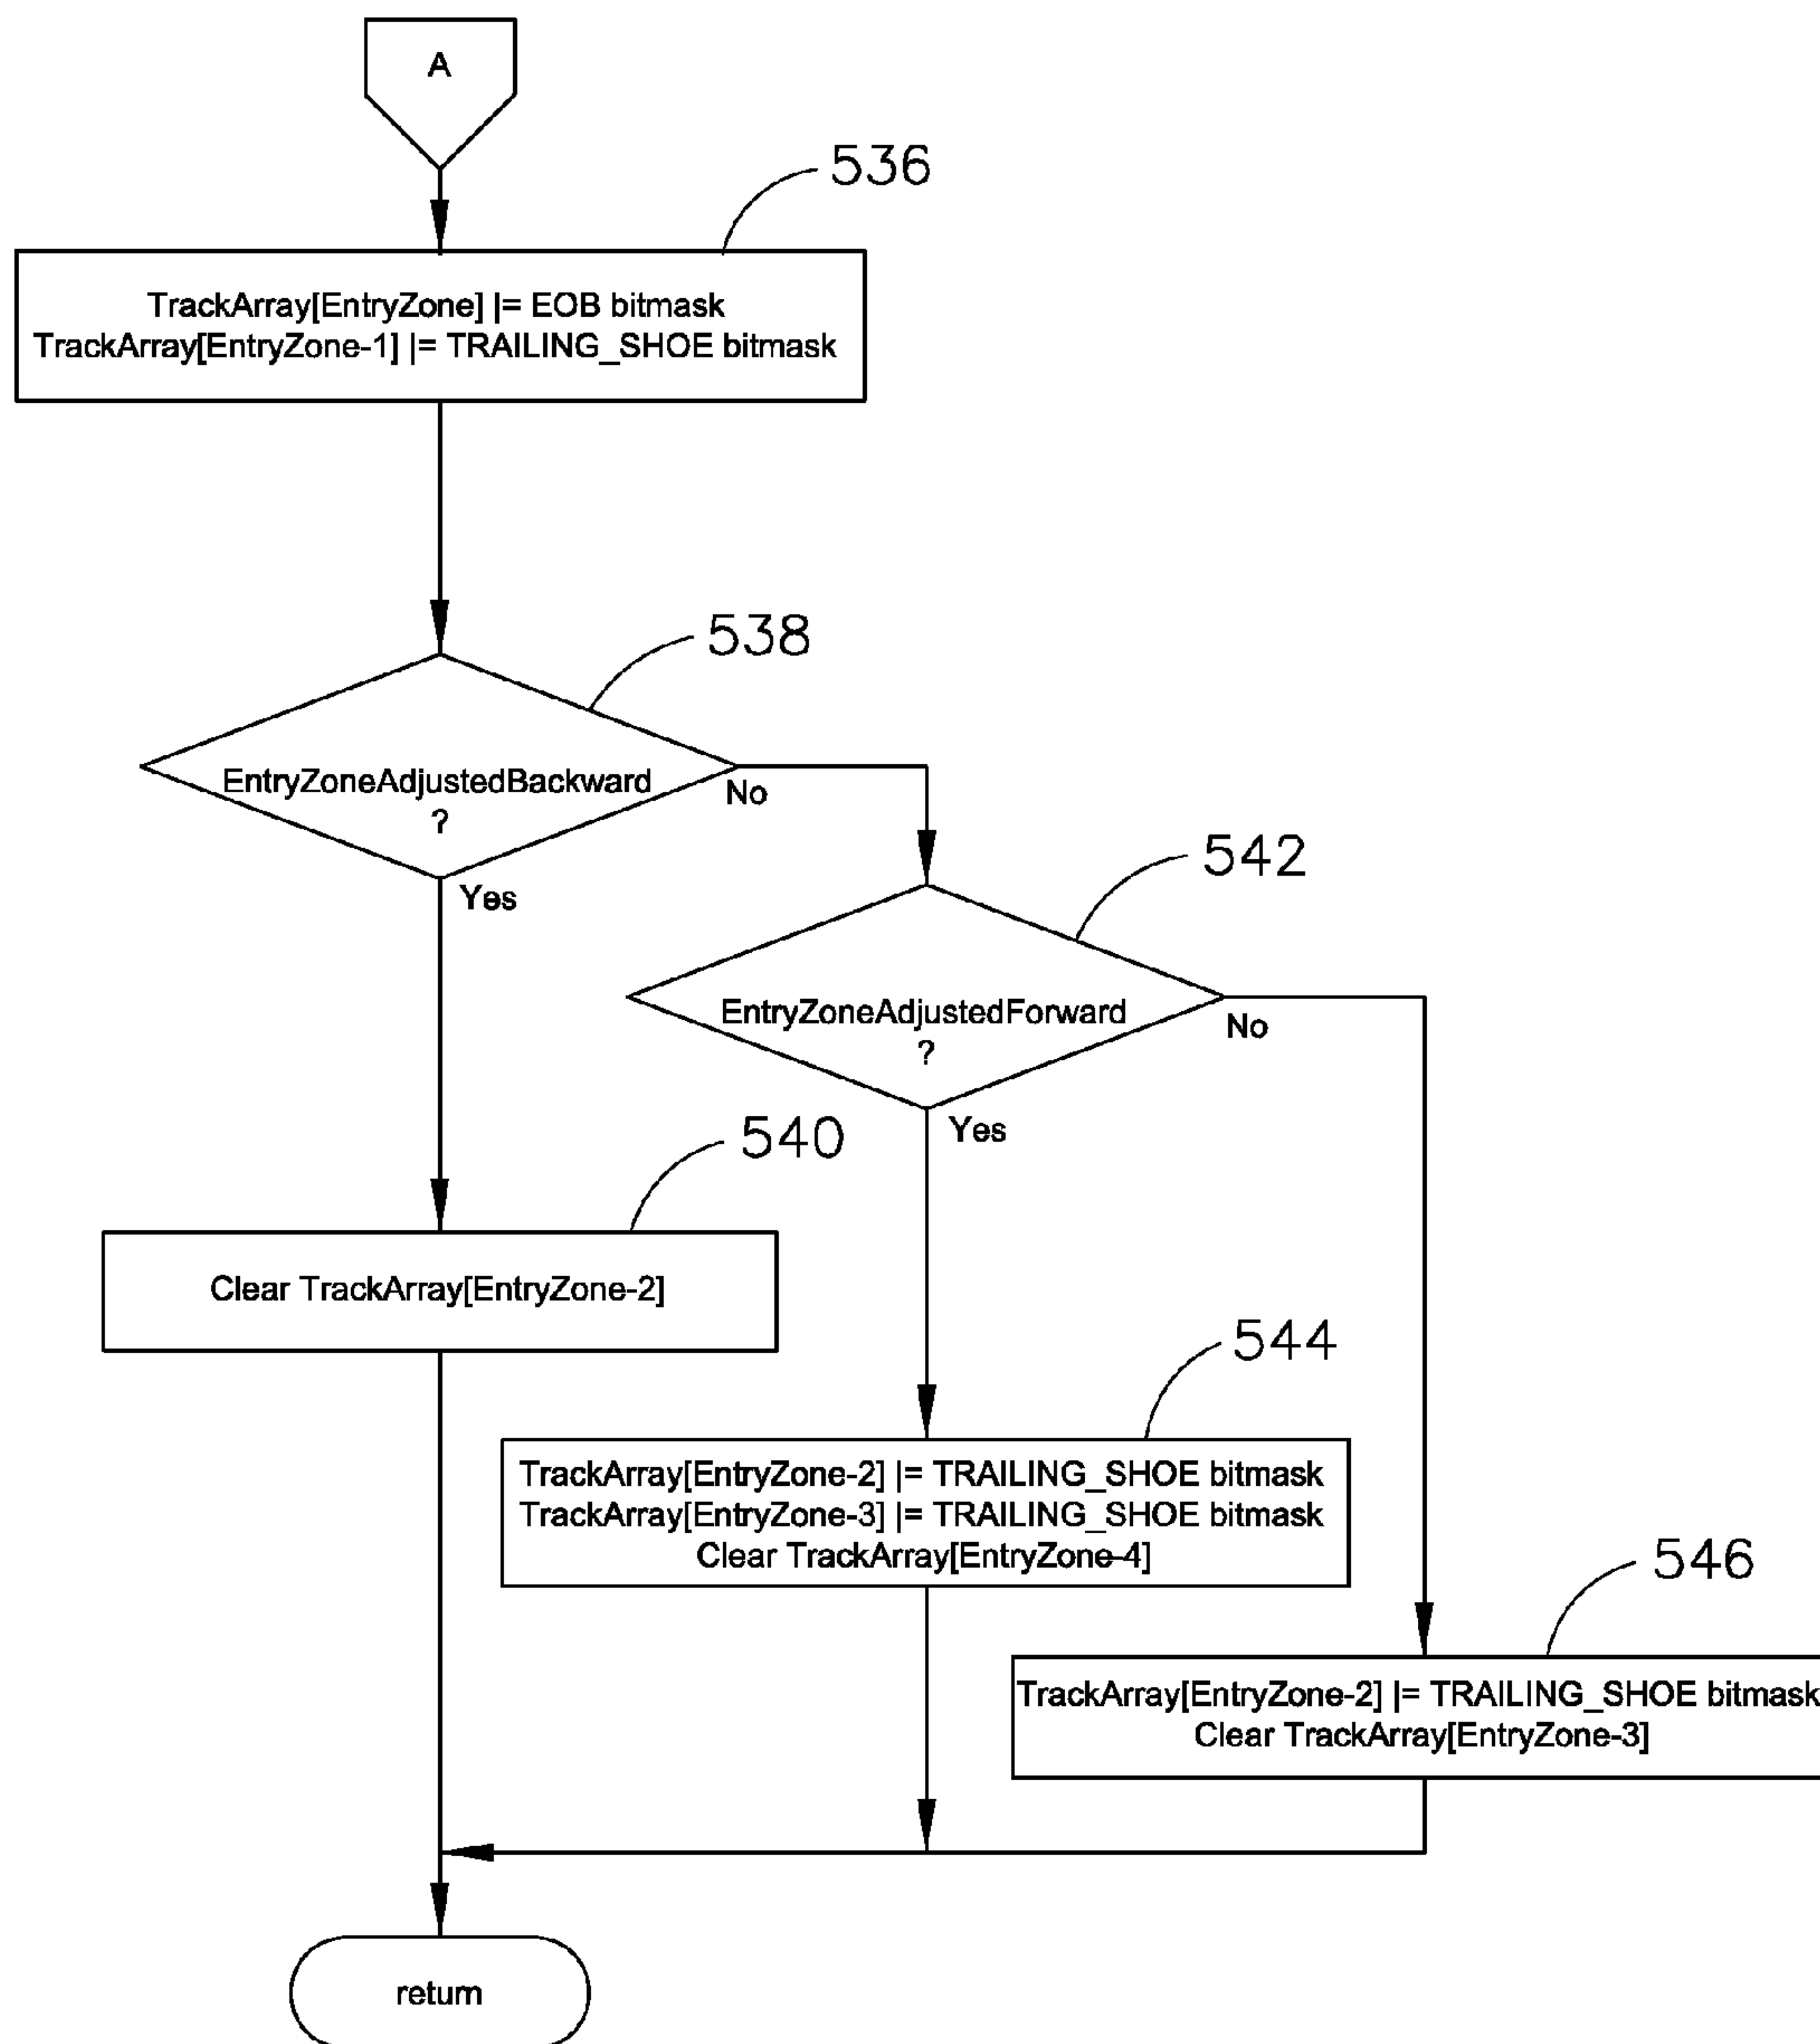 A
536
TrackArray[EntryZone] |= EOB bitmask
TrackArray[EntryZone-1] |= TRAILING_SHOE bitmask
538
EntryZoneAdjustedBackward
?
No
Yes
542
EntryZoneAdjustedForward
?
No
Yes
540
Clear TrackArray[EntryZone-2]
544
TrackArray[EntryZone-2] |= TRAILING_SHOE bitmask
TrackArray[EntryZone-3] |= TRAILING_SHOE bitmask
Clear TrackArray[EntryZone-4]
546
TrackArray[EntryZone-2] |= TRAILING_SHOE bitmask
Clear TrackArray[EntryZone-3]
return